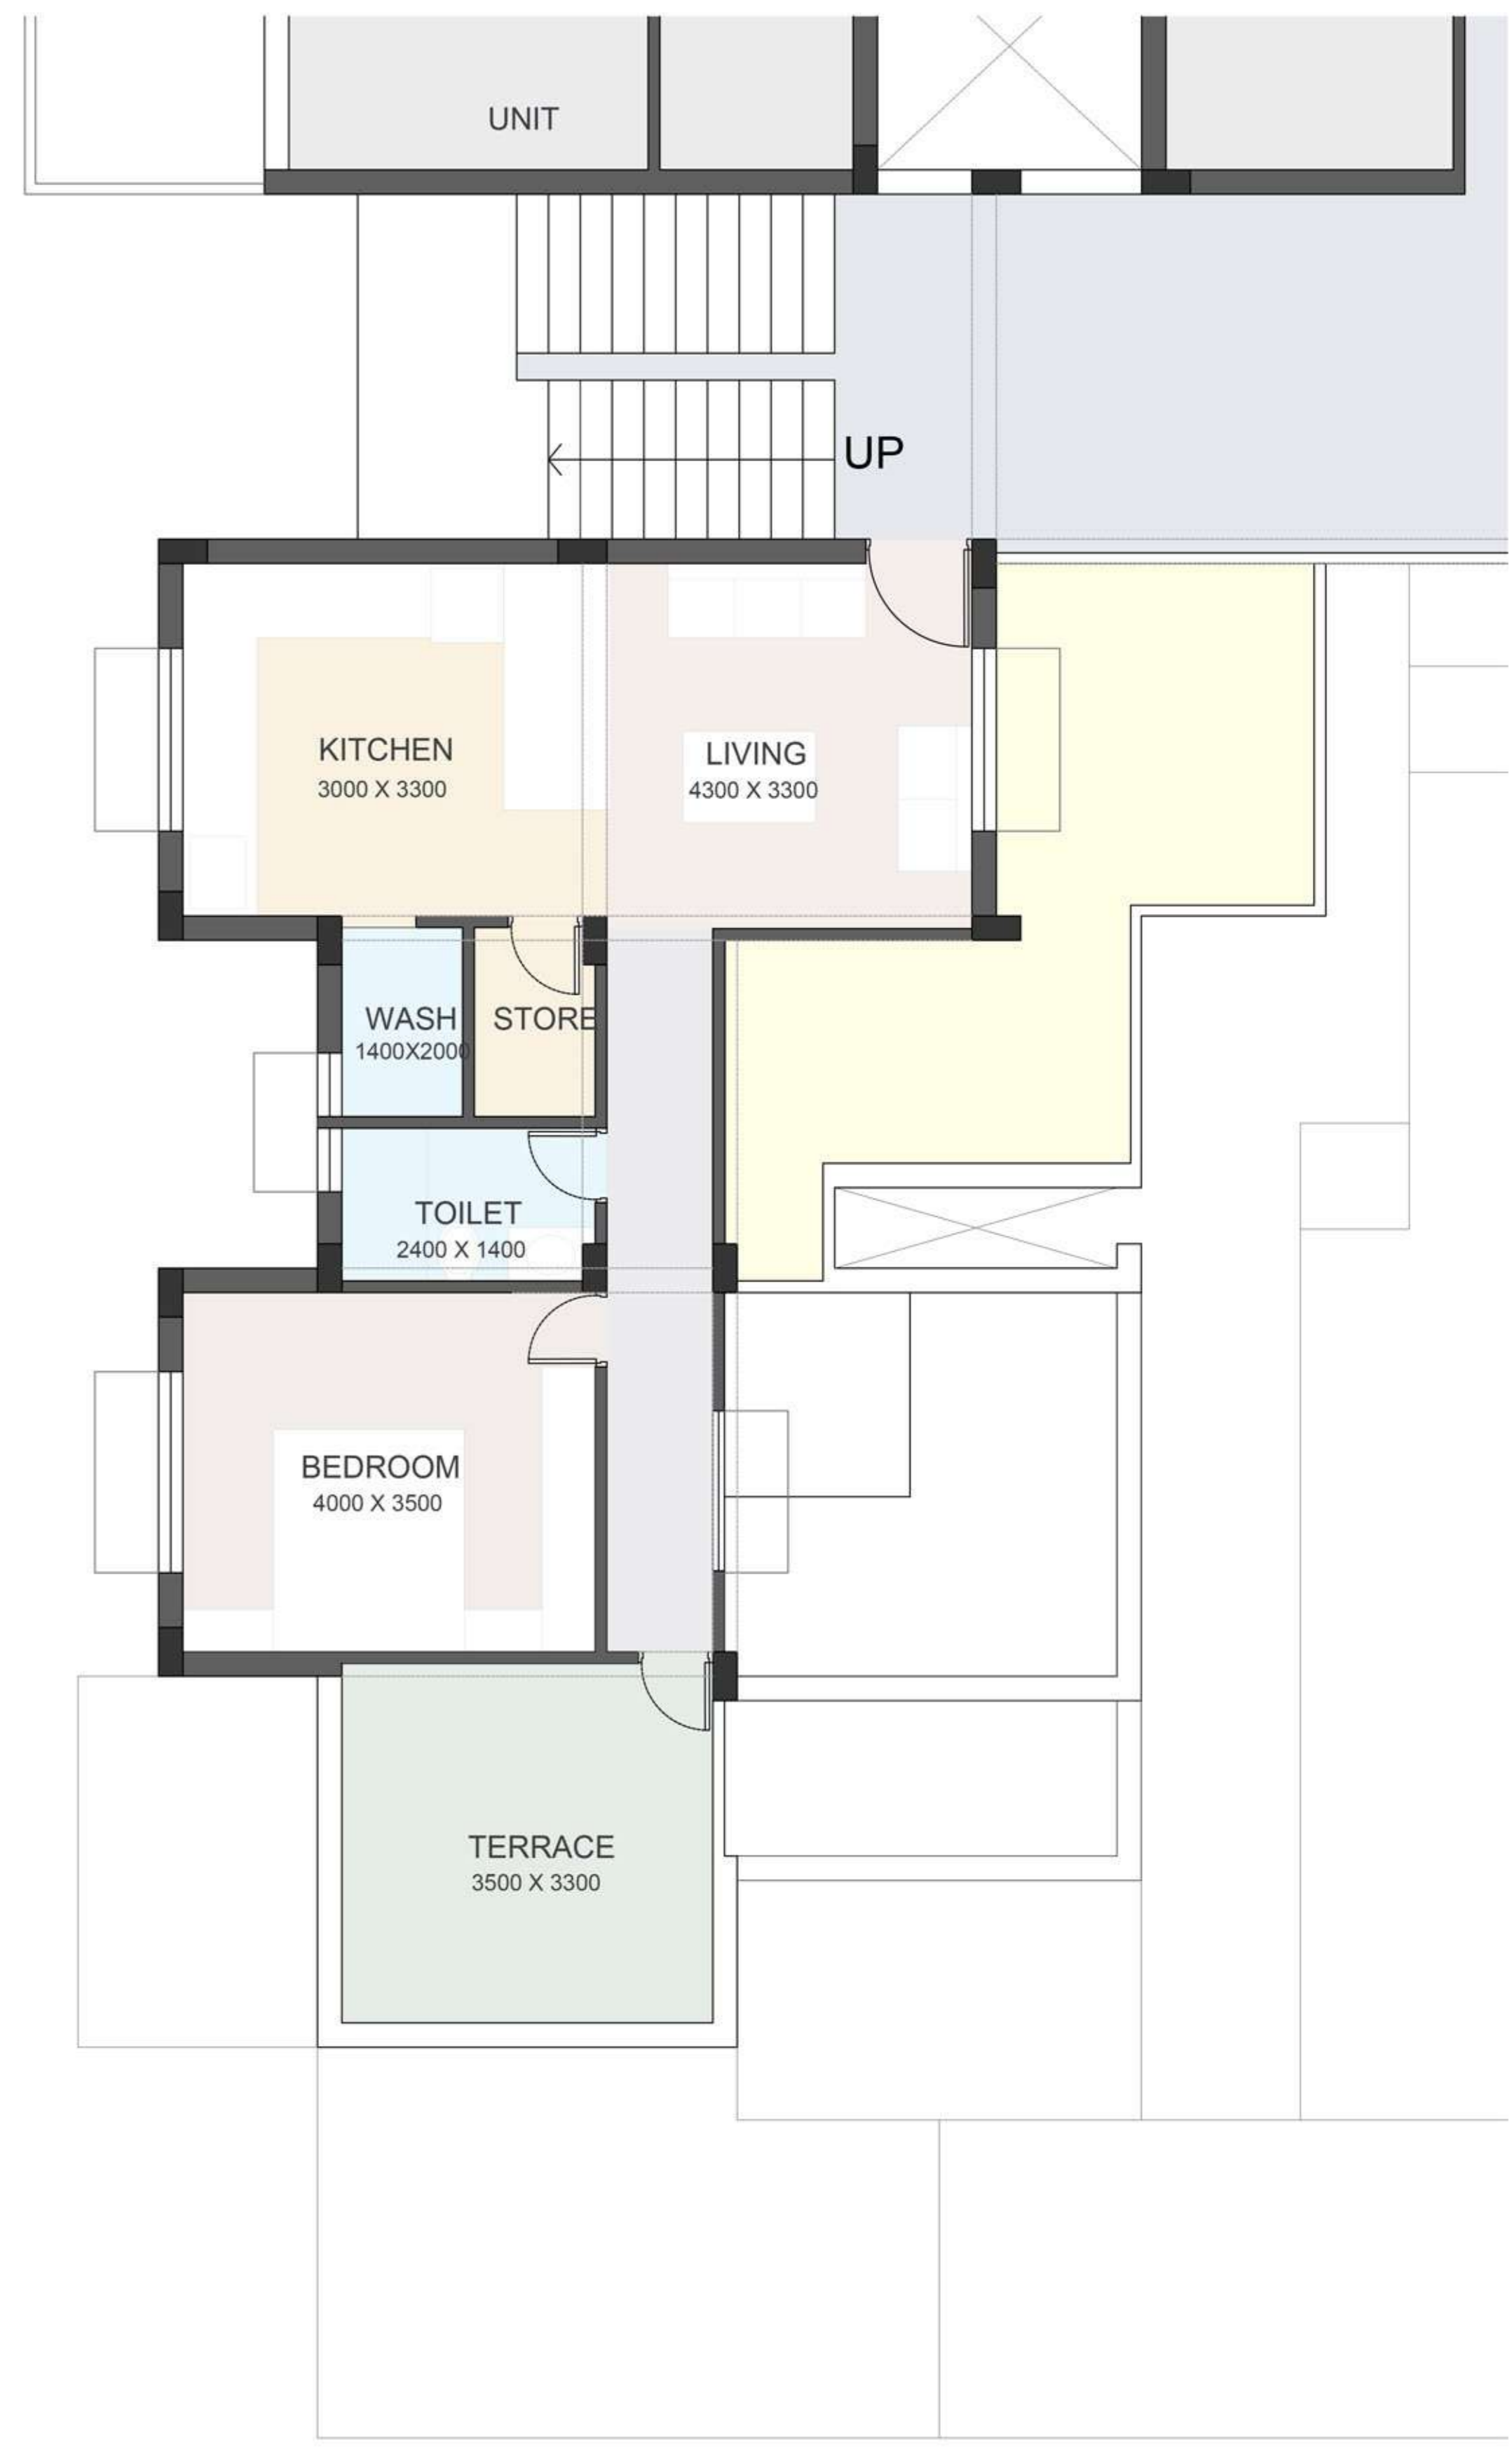 UNIT
UP
KITCHEN
3000 X 3300
LIVING
4300 X 3300
WASH
1400X2000
STORE
TOILET
2400 X 1400
BEDROOM
4000 X 3500
TERRACE
3500 X 3300